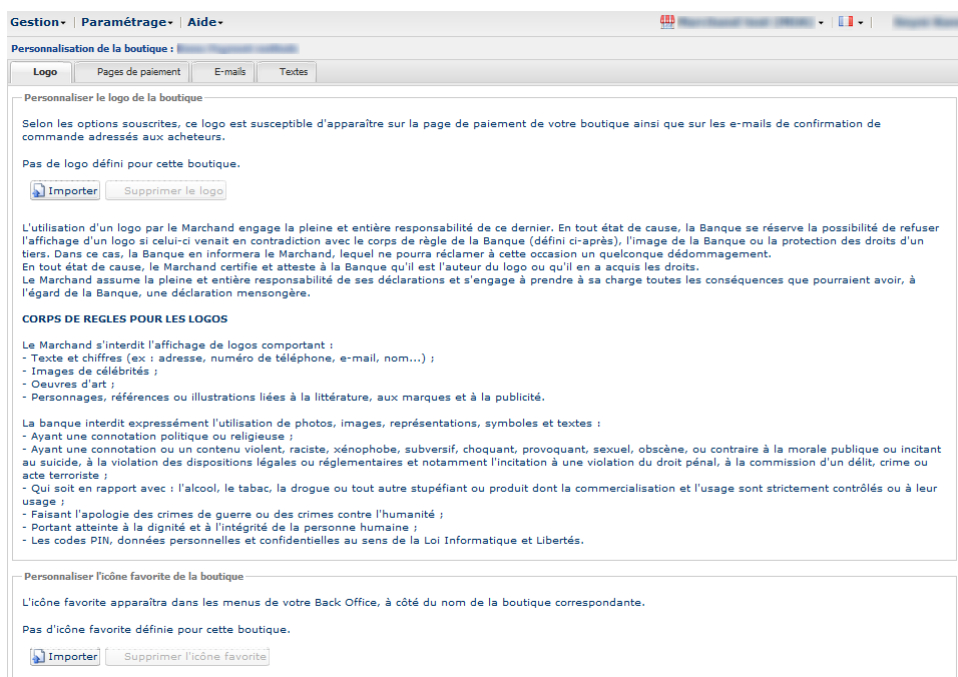 Gestion Paramétrage Aide
Personnalisation de la boutique :
Logo Pages de paiement E-mails Textes
Personnaliser le logo de la boutique
Selon les options souscrites, ce logo est susceptible d'apparaître sur la page de paiement de votre boutique ainsi que sur les e-mails de confirmation de
commande adressés aux acheteurs.
Pas de logo défini pour cette boutique.
Importer Supprimer le logo
L'utilisation d'un logo par le Marchand engage la pleine et entière responsabilité de ce dernier. En tout état de cause, la Banque se réserve la possibilité de refuser
l'affichage d'un logo si celui-ci venait en contradiction avec le corps de règle de la Banque (défini ci-après), l'image de la Banque ou la protection des droits d'un
tiers. Dans ce cas, la Banque en informera le Marchand, lequel ne pourra réclamer à cette occasion un quelconque dédommagement.
En tout état de cause, le Marchand certifie et atteste à la Banque qu'il est l'auteur du logo ou qu'il en a acquis les droits.
Le Marchand assume la pleine et entière responsabilité de ses déclarations et s'engage à prendre à sa charge toutes les conséquences que pourraient avoir, à
l'égard de la Banque, une déclaration mensongère.
CORPS DE REGLES POUR LES LOGOS
Le Marchand s'interdit l'affichage de logos comportant :
- Texte et chiffres (ex : adresse, numéro de téléphone, e-mail, nom...) ;
- Images de célébrités ;
- Oeuvres d'art ;
- Personnages, références ou illustrations liées à la littérature, aux marques et à la publicité.
La banque interdit expressément l'utilisation de photos, images, représentations, symboles et textes :
- Ayant une connotation politique ou religieuse ;
- Ayant une connotation ou un contenu violent, raciste, xénophobe, subversif, choquant, provoquant, sexuel, obscène, ou contraire à la morale publique ou incitant
au suicide, à la violation des dispositions légales ou réglementaires et notamment l'incitation à une violation du droit pénal, à la commission d'un délit, crime ou
acte terroriste ;
- Qui soit en rapport avec : l'alcool, le tabac, la drogue ou tout autre stupéfiant ou produit dont la commercialisation et l'usage sont strictement contrôlés ou à leur
usage ;
- Faisant l'apologie des crimes de guerre ou des crimes contre l'humanité ;
- Portant atteinte à la dignité et à l'intégrité de la personne humaine ;
- Les codes PIN, données personnelles et confidentielles au sens de la Loi Informatique et Libertés.
Personnaliser l'icône favorite de la boutique
L'icône favorite apparaîtra dans les menus de votre Back Office, à côté du nom de la boutique correspondante.
Pas d'icône favorite définie pour cette boutique.
Importer Supprimer l'icône favorite